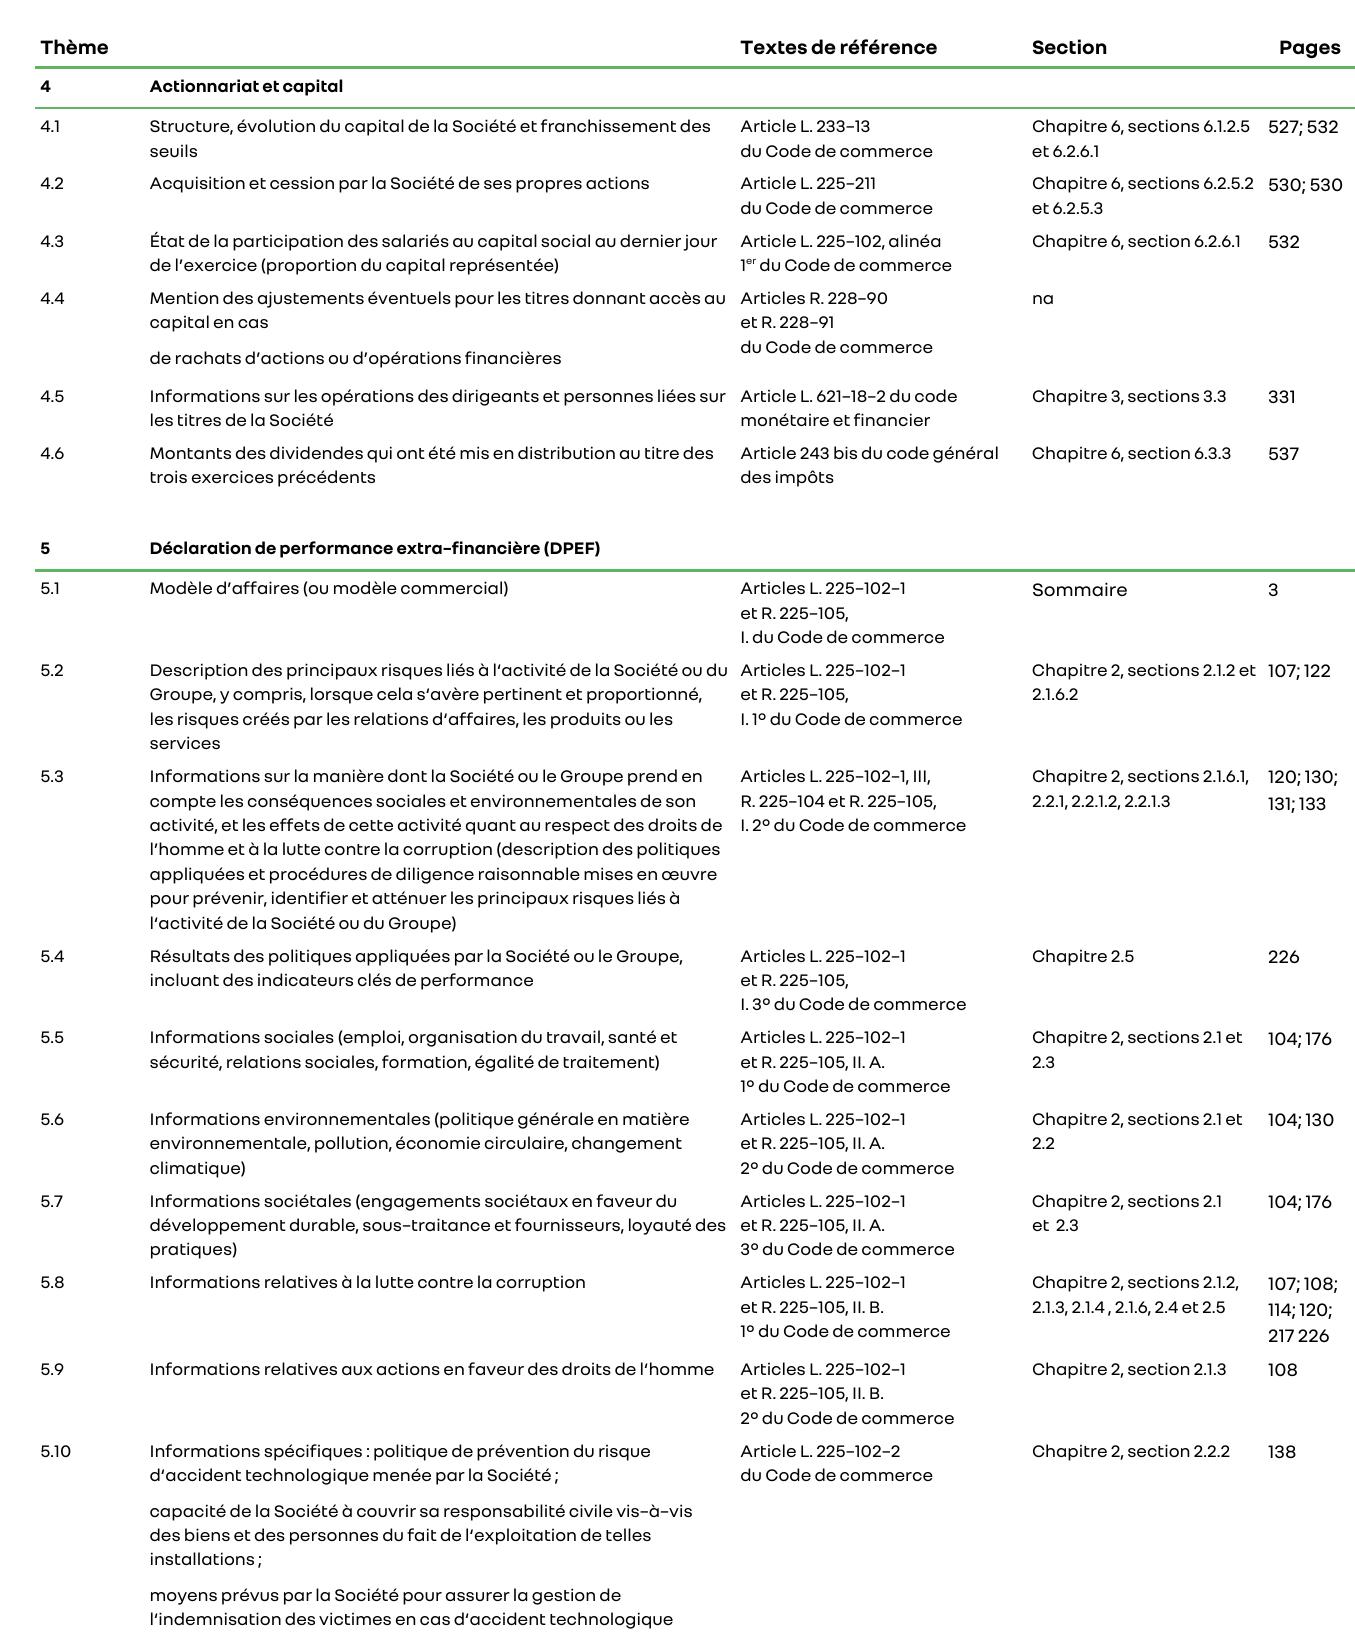 Thème Textes de référence Section Pages
4 Actionnariat et capital
4.1 Structure, évolution du capital de la Société et franchissement des Article L. 233-13 Chapitre 6, sections 6.1.2.5 527; 532
seuils du Code de commerce et 6.2.6.1
4.2 Acquisition et cession par la Société de ses propres actions Article L. 225-211 Chapitre 6, sections 6.2.5.2 530; 530
du Code de commerce et 6.2.5.3
4.3 État de la participation des salariés au capital social au dernier jour Article L. 225-102, alinéa Chapitre 6, section 6.2.6.1 532
de l'exercice (proportion du capital représentée) 1er du Code de commerce
4.4 Mention des ajustements éventuels pour les titres donnant accès au Articles R. 228-90 na
capital en cas et R. 228-91
du Code de commerce
de rachats d'actions ou d'opérations financières
4.5 Informations sur les opérations des dirigeants et personnes liées sur Article L. 621-18-2 du code Chapitre 3, sections 3.3 331
les titres de la Société monétaire et financier
4.6 Montants des dividendes qui ont été mis en distribution au titre des Article 243 bis du code général Chapitre 6, section 6.3.3 537
trois exercices précédents des impôts
5 Déclaration de performance extra-financière (DPEF)
5.1 Modèle d'affaires (ou modèle commercial) Articles L. 225-102-1 Sommaire 3
et R. 225-105,
I. du Code de commerce
5.2 Description des principaux risques liés à l'activité de la Société ou du Articles L. 225-102-1 Chapitre 2, sections 2.1.2 et 107; 122
Groupe, y compris, lorsque cela s'avère pertinent et proportionné, et R. 225-105, 2.1.6.2
les risques créés par les relations d'affaires, les produits ou les I. 1º du Code de commerce
services
5.3 Informations sur la manière dont la Société ou le Groupe prend en Articles L. 225-102-1, III, Chapitre 2, sections 2.1.6.1, 120; 130;
compte les conséquences sociales et environnementales de son R. 225-104 et R. 225-105, 2.2.1, 2.2.1.2, 2.2.1.3 131; 133
activité, et les effets de cette activité quant au respect des droits de I. 2º du Code de commerce
l'homme et à la lutte contre la corruption (description des politiques
appliquées et procédures de diligence raisonnable mises en œuvre
pour prévenir, identifier et atténuer les principaux risques liés à
l'activité de la Société ou du Groupe)
5.4 Résultats des politiques appliquées par la Société ou le Groupe, Articles L. 225-102-1 Chapitre 2.5 226
incluant des indicateurs clés de performance et R. 225-105,
I. 3º du Code de commerce
5.5 Informations sociales (emploi, organisation du travail, santé et Articles L. 225-102-1 Chapitre 2, sections 2.1 et 104; 176
sécurité, relations sociales, formation, égalité de traitement) et R. 225-105, II. A. 2.3
1º du Code de commerce
5.6 Informations environnementales (politique générale en matière Articles L. 225-102-1 Chapitre 2, sections 2.1 et 104; 130
environnementale, pollution, économie circulaire, changement et R. 225-105, II. A. 2.2
climatique) 2º du Code de commerce
5.7 Informations sociétales (engagements sociétaux en faveur du Articles L. 225-102-1 Chapitre 2, sections 2.1 104; 176
développement durable, sous-traitance et fournisseurs, loyauté des et R. 225-105, II. A. et 2.3
pratiques) 3º du Code de commerce
5.8 Informations relatives à la lutte contre la corruption Articles L. 225-102-1 Chapitre 2, sections 2.1.2, 107; 108;
et R. 225-105, II. B. 2.1.3, 2.1.4 , 2.1.6, 2.4 et 2.5 114; 120;
1º du Code de commerce 217 226
5.9 Informations relatives aux actions en faveur des droits de l'homme Articles L. 225-102-1 Chapitre 2, section 2.1.3 108
et R. 225-105, II. B.
2º du Code de commerce
5.10 Informations spécifiques : politique de prévention du risque Article L. 225-102-2 Chapitre 2, section 2.2.2 138
d'accident technologique menée par la Société ; du Code de commerce
capacité de la Société à couvrir sa responsabilité civile vis-à-vis
des biens et des personnes du fait de l'exploitation de telles
installations ;
moyens prévus par la Société pour assurer la gestion de
l'indemnisation des victimes en cas d'accident technologique